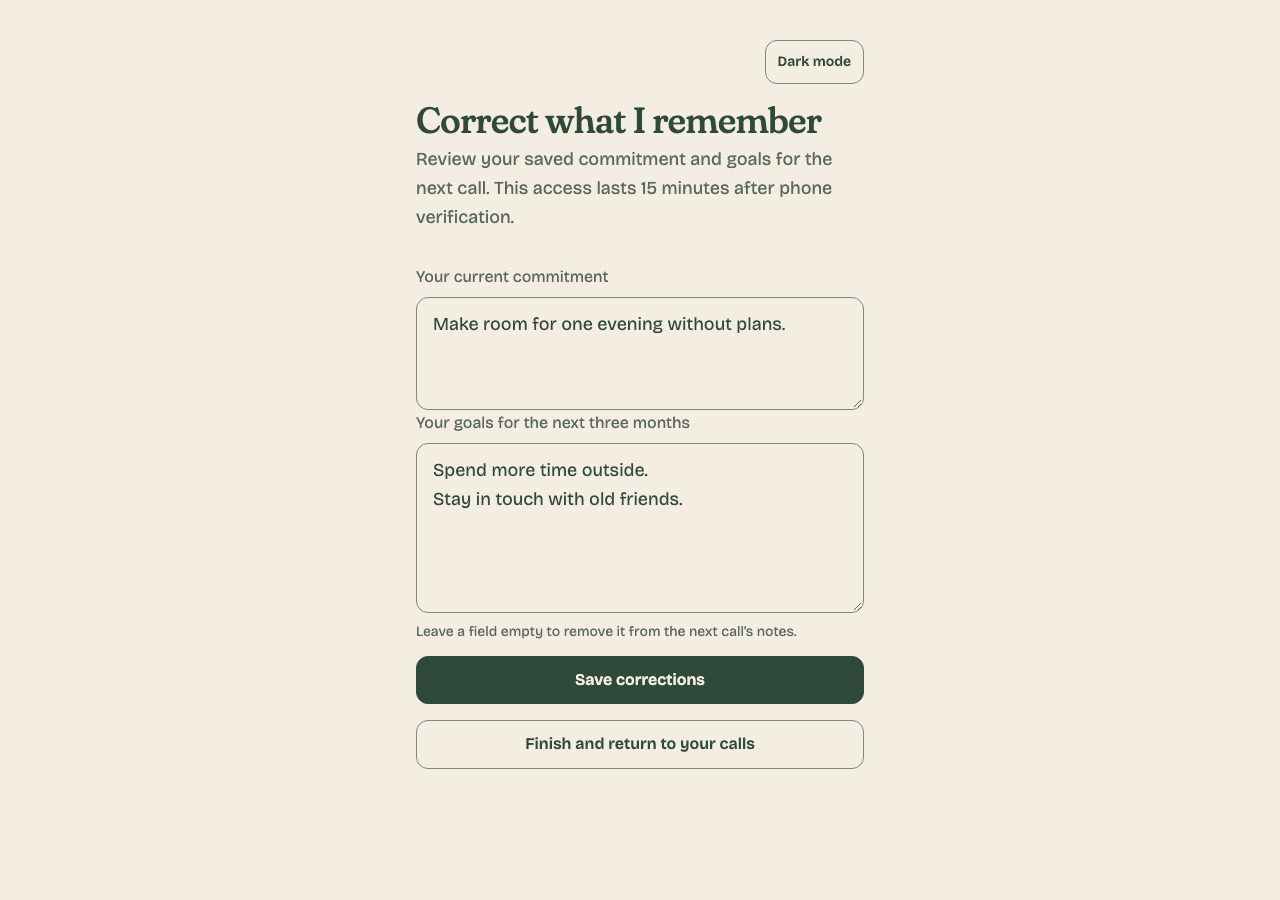 Dark mode
Correct what I remember
Review your saved commitment and goals for the
next call. This access lasts 15 minutes after phone
verification.
Your current commitment
Make room for one evening without plans.
Your goals for the next three months
Spend more time outside.
Stay in touch with old friends.
Leave a field empty to remove it from the next call's notes.
Save corrections
Finish and return to your calls